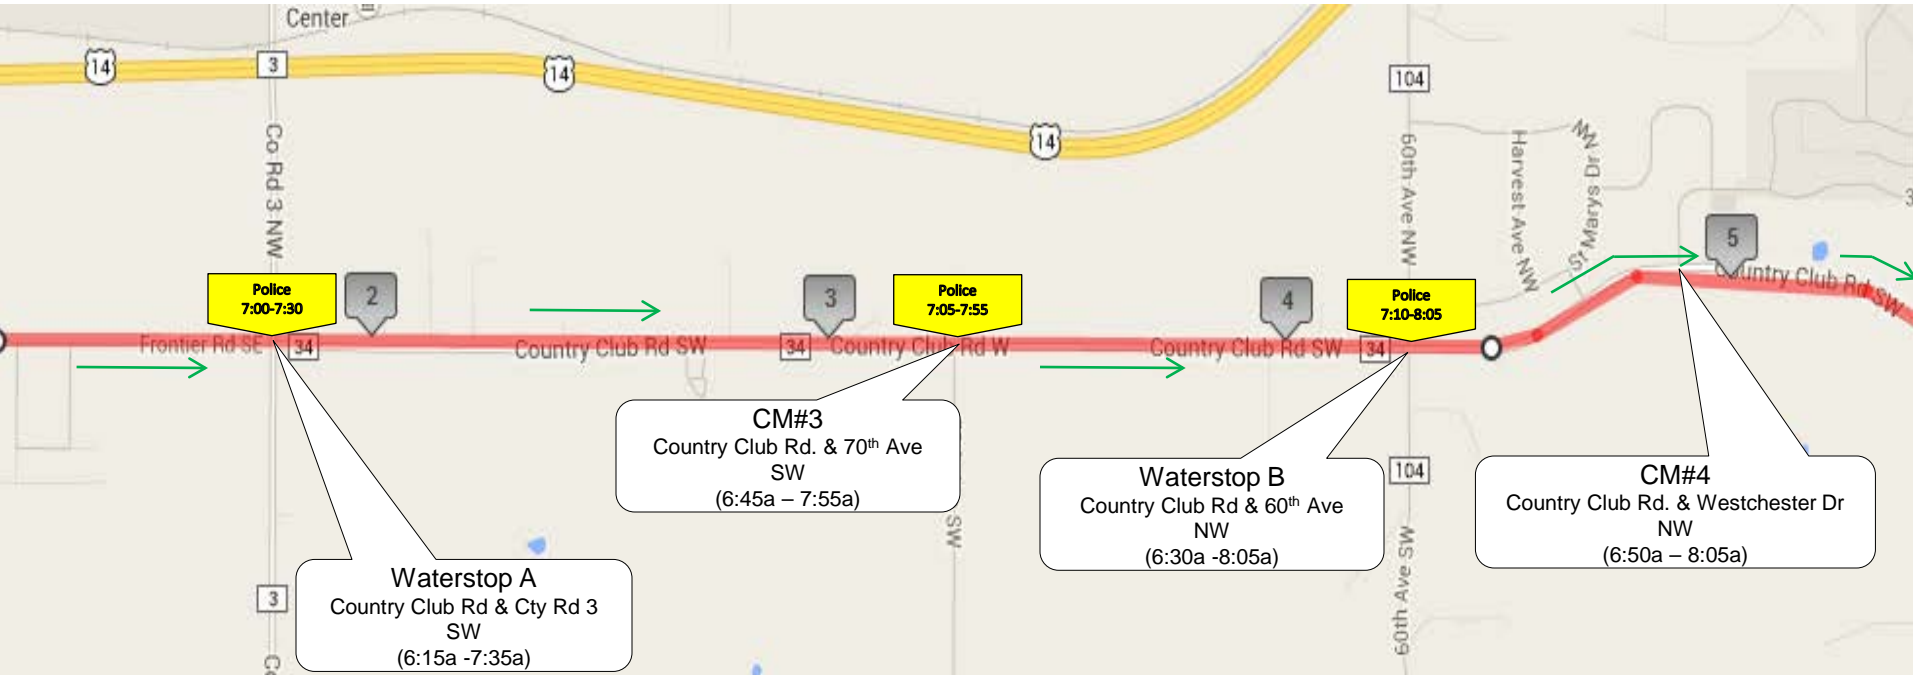 Center
14
3
14
104
14
Co Rd 3 NW
60th Ave NW
Harvest Ave NW
St Marys Dr NW
3
5
Country Club Rd SW
Police
7:00-7:30
2
3
Police
7:05-7:55
4
Police
7:10-8:05
Frontier Rd SE
34
Country Club Rd SW
34
Country Club Rd W
Country Club Rd SW
34
CM#3
Country Club Rd. & 70th Ave
SW
(6:45a – 7:55a)
Waterstop B
Country Club Rd & 60th Ave
NW
(6:30a -8:05a)
104
CM#4
Country Club Rd. & Westchester Dr
NW
(6:50a – 8:05a)
SW
60th Ave SW
3
Waterstop A
Country Club Rd & Cty Rd 3
SW
(6:15a -7:35a)